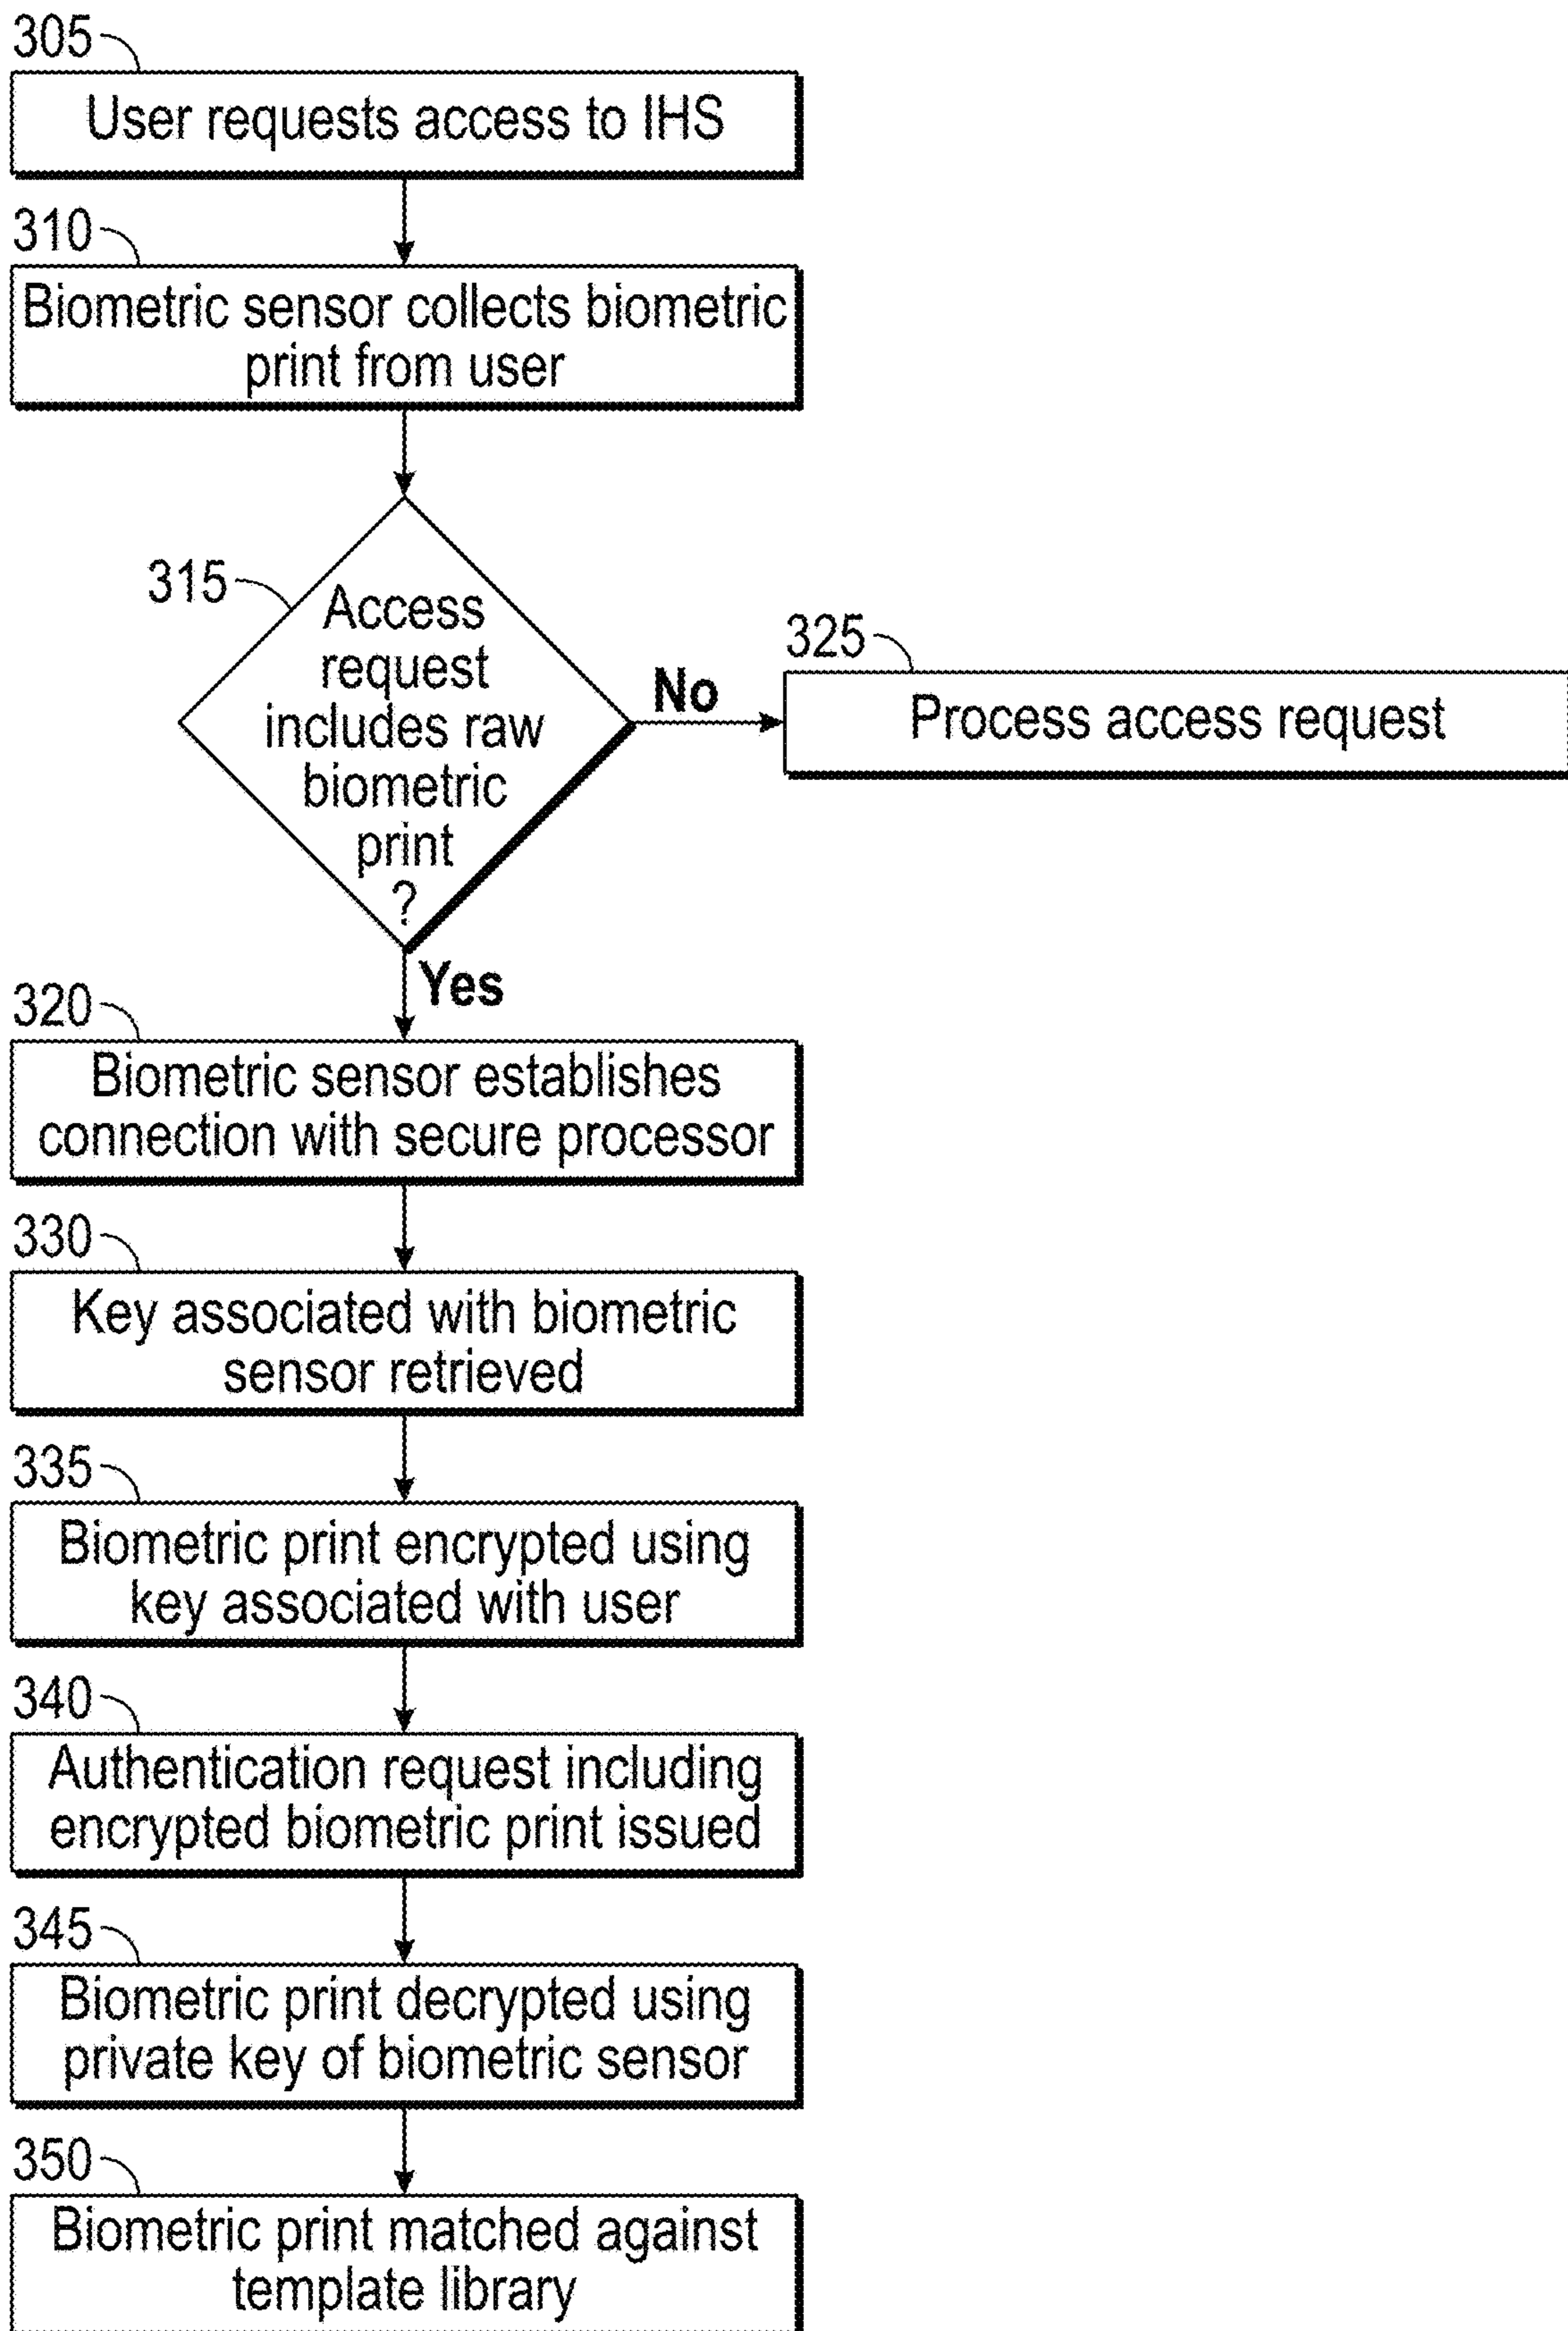 305
User requests access to IHS
310
Biometric sensor collects biometric
print from user
315
Access
request
includes raw
biometric
print
?
No
325
Process access request
Yes
320
Biometric sensor establishes
connection with secure processor
330
Key associated with biometric
sensor retrieved
335
Biometric print encrypted using
key associated with user
340
Authentication request including
encrypted biometric print issued
345
Biometric print decrypted using
private key of biometric sensor
350
Biometric print matched against
template library